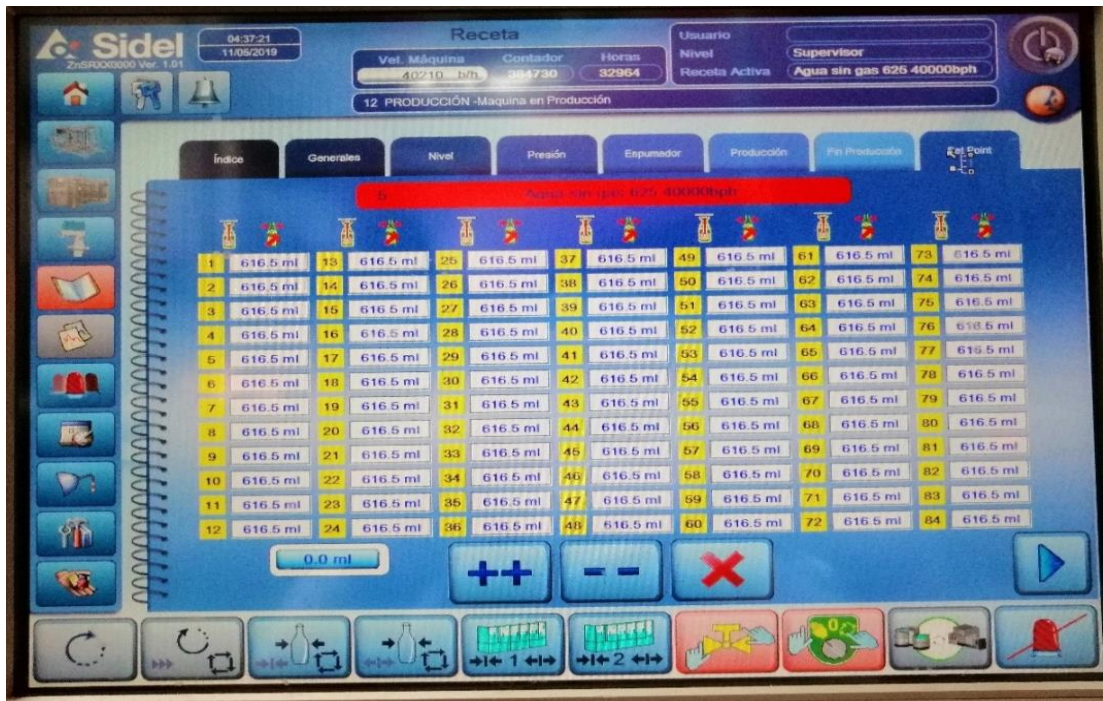 Sidel
ZnSRXX0000 Ver. 1.01
04:37:21
11/05/2019
Receta
Vel. Máquina Contador Horas
40210 b/h 384730 32964
12 PRODUCCIÓN -Maquina en Producción
Usuario
Nivel Supervisor
Receta Activa Agua sin gas 625 40000bph
Índice Generales Nivel Presión Espumador Producción Fin Producción Set Point
5 Agua sin gas 625 40000bph
1 616.5 ml 13 616.5 ml 25 616.5 ml 37 616.5 ml 49 616.5 ml 61 616.5 ml 73 616.5 ml
2 616.5 ml 14 616.5 ml 26 616.5 ml 38 616.5 ml 50 616.5 ml 62 616.5 ml 74 616.5 ml
3 616.5 ml 15 616.5 ml 27 616.5 ml 39 616.5 ml 51 616.5 ml 63 616.5 ml 75 616.5 ml
4 616.5 ml 16 616.5 ml 28 616.5 ml 40 616.5 ml 52 616.5 ml 64 616.5 ml 76 616.5 ml
5 616.5 ml 17 616.5 ml 29 616.5 ml 41 616.5 ml 53 616.5 ml 65 616.5 ml 77 616.5 ml
6 616.5 ml 18 616.5 ml 30 616.5 ml 42 616.5 ml 54 616.5 ml 66 616.5 ml 78 616.5 ml
7 616.5 ml 19 616.5 ml 31 616.5 ml 43 616.5 ml 55 616.5 ml 67 616.5 ml 79 616.5 ml
8 616.5 ml 20 616.5 ml 32 616.5 ml 44 616.5 ml 56 616.5 ml 68 616.5 ml 80 616.5 ml
9 616.5 ml 21 616.5 ml 33 616.5 ml 45 616.5 ml 57 616.5 ml 69 616.5 ml 81 616.5 ml
10 616.5 ml 22 616.5 ml 34 616.5 ml 46 616.5 ml 58 616.5 ml 70 616.5 ml 82 616.5 ml
11 616.5 ml 23 616.5 ml 35 616.5 ml 47 616.5 ml 59 616.5 ml 71 616.5 ml 83 616.5 ml
12 616.5 ml 24 616.5 ml 36 616.5 ml 48 616.5 ml 60 616.5 ml 72 616.5 ml 84 616.5 ml
0.0 ml
++ --
1 2 0